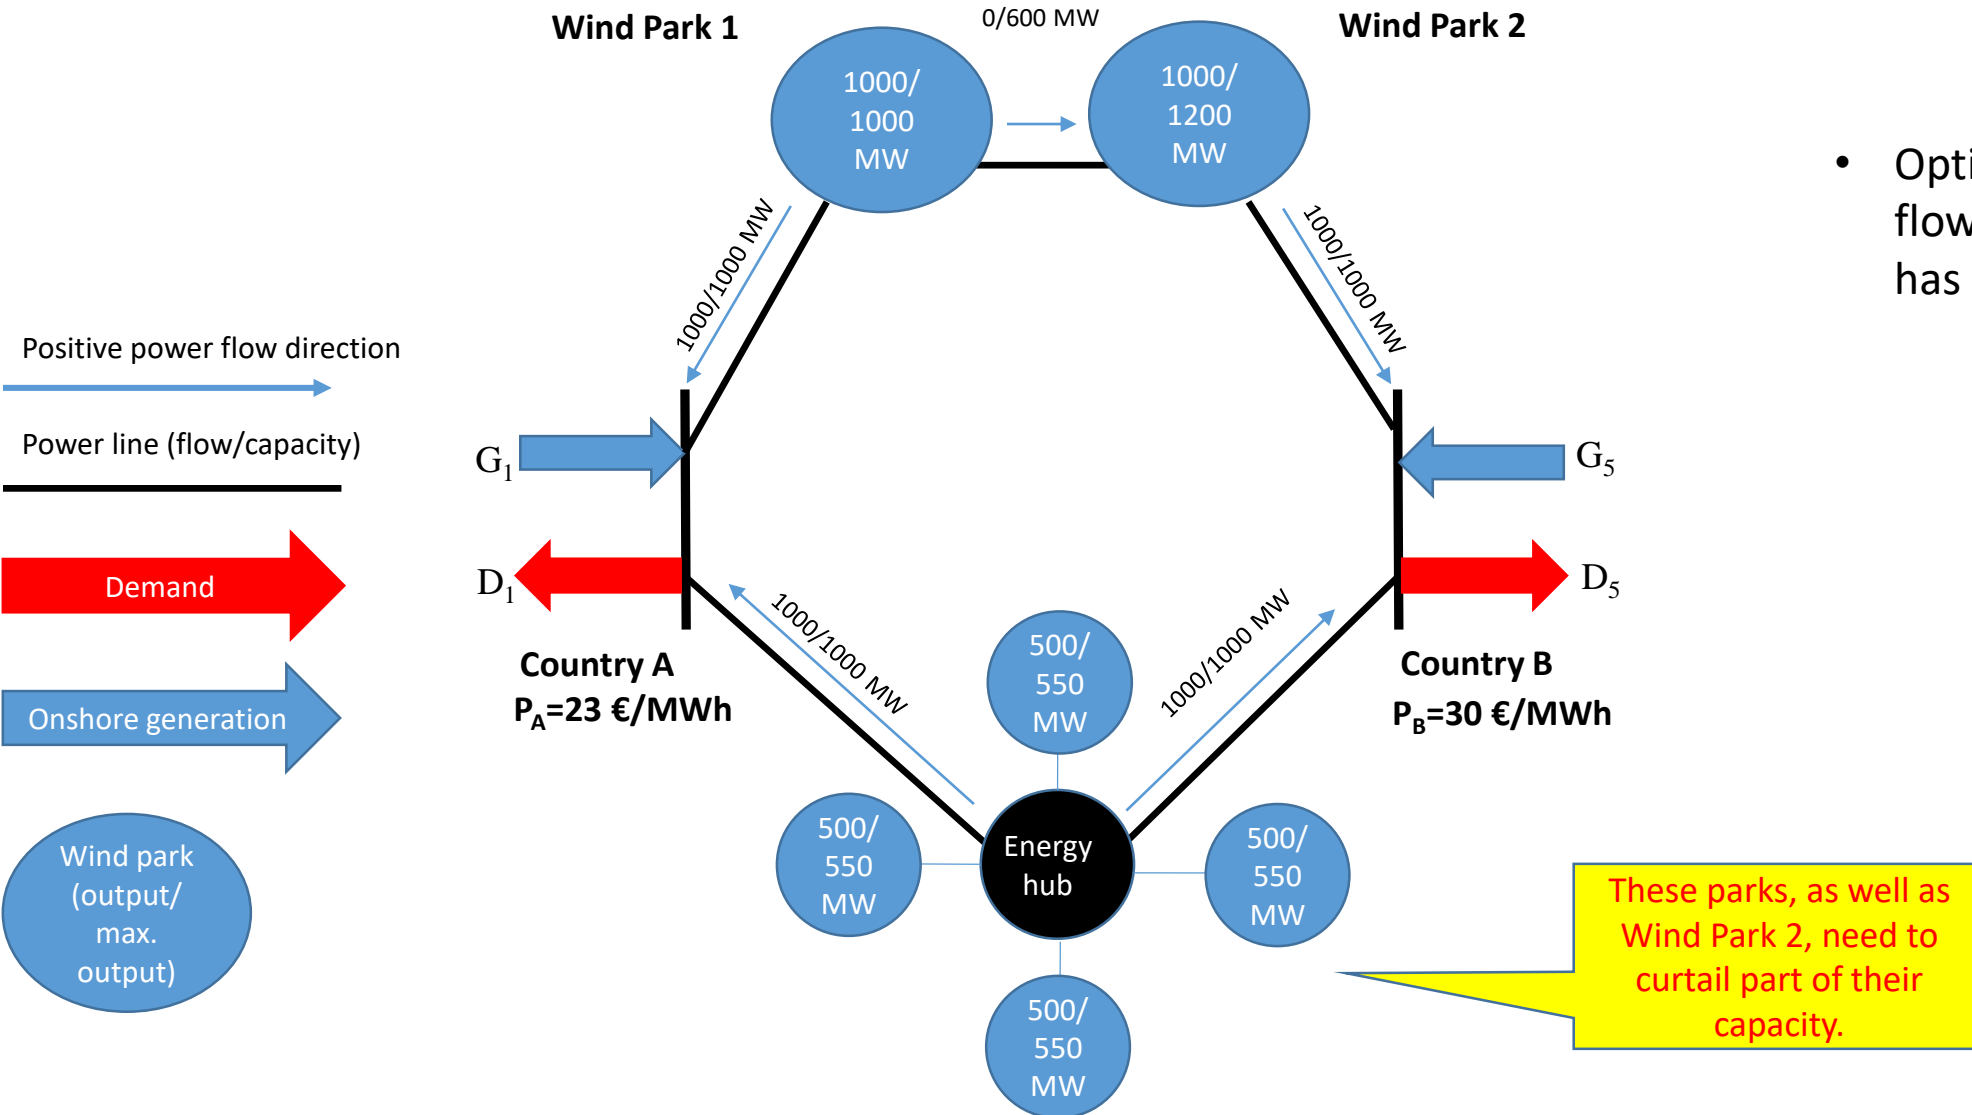 Wind Park 1
0/600 MW
Wind Park 2
1000/
1000
MW
1000/
1200
MW
1000/1000 MW
1000/1000 MW
• Opti
flow
has
Positive power flow direction
Power line (flow/capacity)
Demand
Onshore generation
Wind park
(output/
max.
output)
G1
D1
G5
D5
Country A
PA=23 €/MWh
Country B
PB=30 €/MWh
1000/1000 MW
1000/1000 MW
500/
550
MW
500/
550
MW
Energy
hub
500/
550
MW
500/
550
MW
These parks, as well as
Wind Park 2, need to
curtail part of their
capacity.